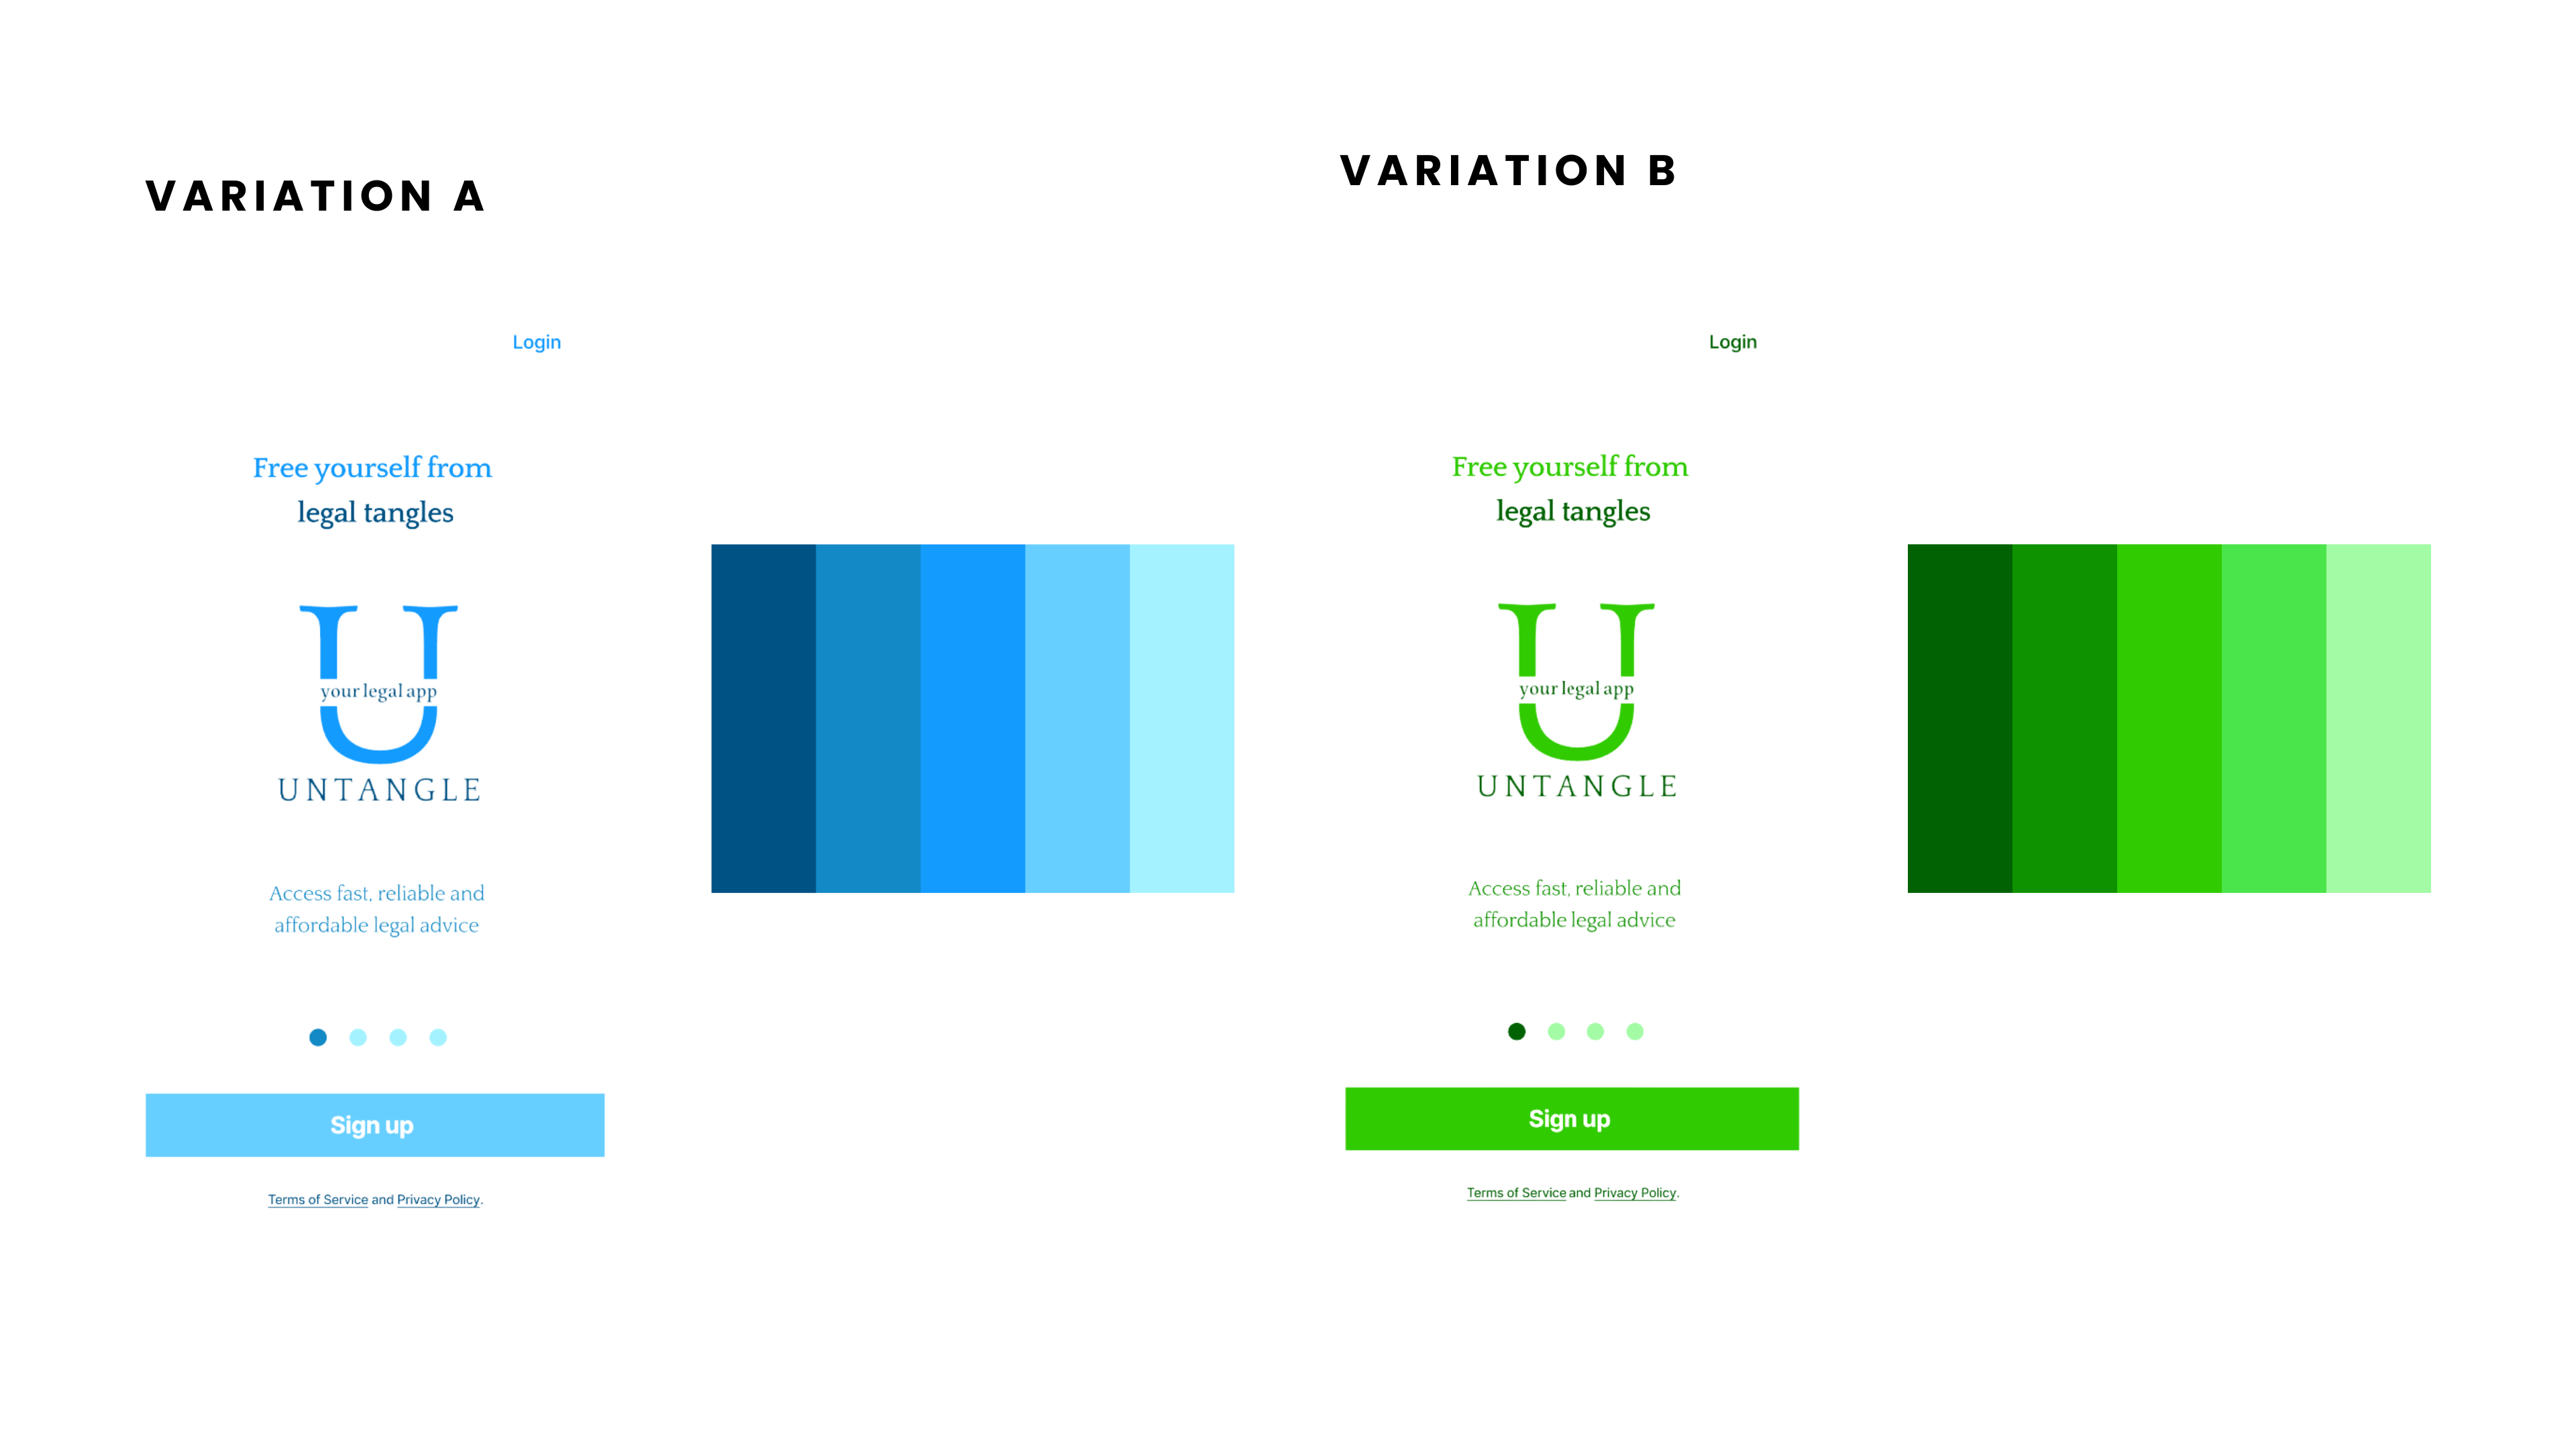 VARIATION A
Login
Free yourself from
legal tangles
U
your legal app
UNTANGLE
Access fast, reliable and
affordable legal advice
Sign up
Terms of Service and Privacy Policy.
VARIATION B
Login
Free yourself from
legal tangles
U
your legal app
UNTANGLE
Access fast, reliable and
affordable legal advice
Sign up
Terms of Service and Privacy Policy.